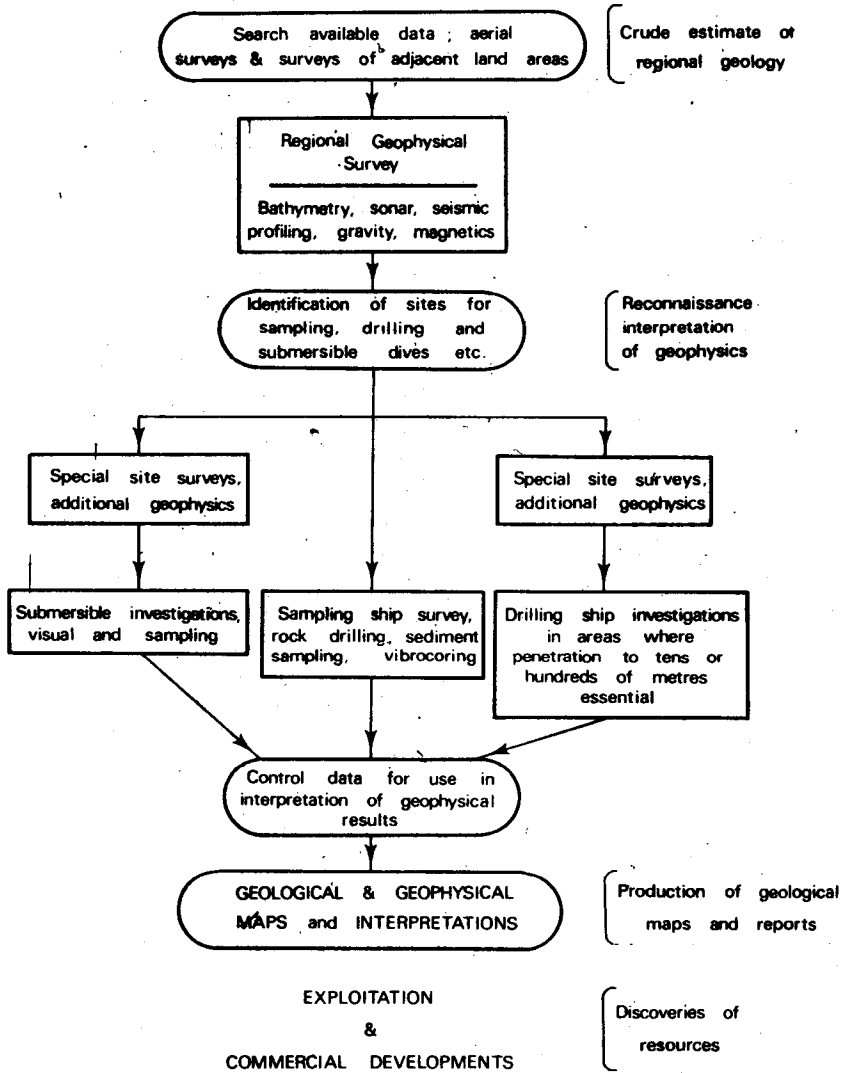 Search available data ; aerial
surveys & surveys of adjacent land areas
Crude estimate of
regional geology
Regional Geophysical
Survey
Bathymetry, sonar, seismic
profiling, gravity, magnetics
Identification of sites for
sampling, drilling and
submersible dives etc.
Reconnaissance
interpretation
of geophysics
Special site surveys,
additional geophysics
Special site surveys,
additional geophysics
Submersible investigations,
visual and sampling
Sampling ship survey,
rock drilling, sediment
sampling, vibrocoring
Drilling ship investigations
in areas where
penetration to tens or
hundreds of metres
essential
Control data for use in
interpretation of geophysical
results
GEOLOGICAL & GEOPHYSICAL
MAPS and INTERPRETATIONS
Production of geological
maps and reports
EXPLOITATION
&
COMMERCIAL DEVELOPMENTS
Discoveries of
resources